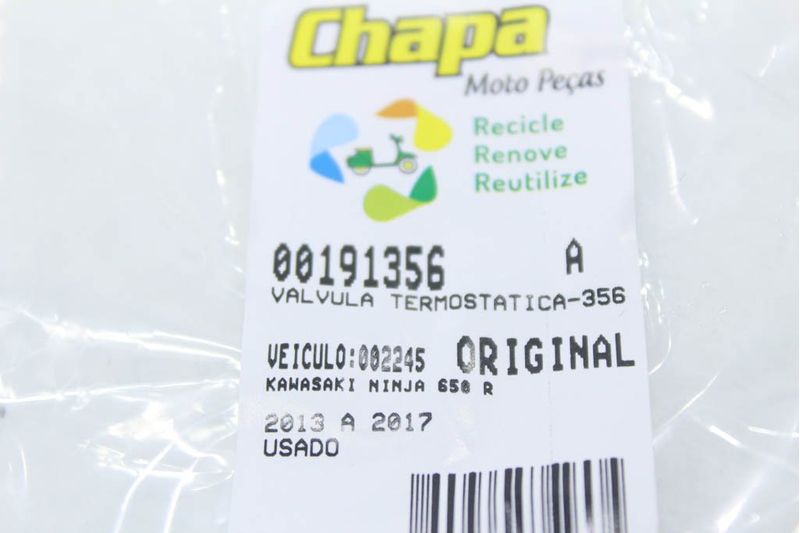 Chapa
Moto Peças
Recicle
Renove
Reutilize
00191356 A
VALVULA TERMOSTATICA-356
VEICULO:002245 ORIGINAL
KAWASAKI NINJA 650 R
2013 A 2017
USADO